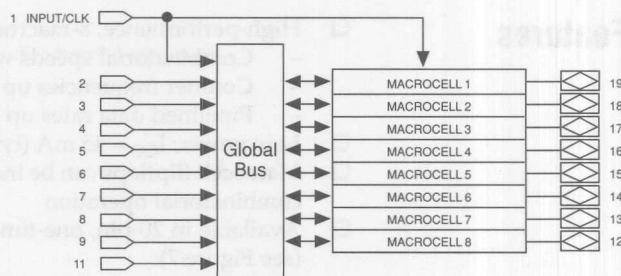 1 INPUT/CLK
2
3
4
5
6
7
8
9
11
Global
Bus
MACROCELL 1
MACROCELL 2
MACROCELL 3
MACROCELL 4
MACROCELL 5
MACROCELL 6
MACROCELL 7
MACROCELL 8
19
18
17
16
15
14
13
12